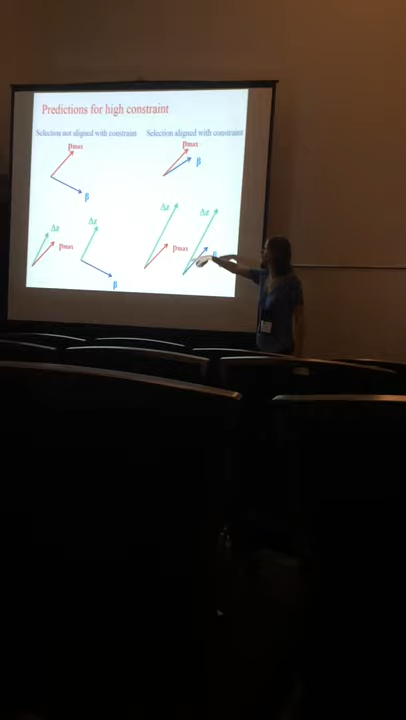 Predictions for high constraint
Selection not aligned with constraint Selection aligned with constraint
pmax pmax
β β
Δz Δz Δz Δz
pmax pmax
β β